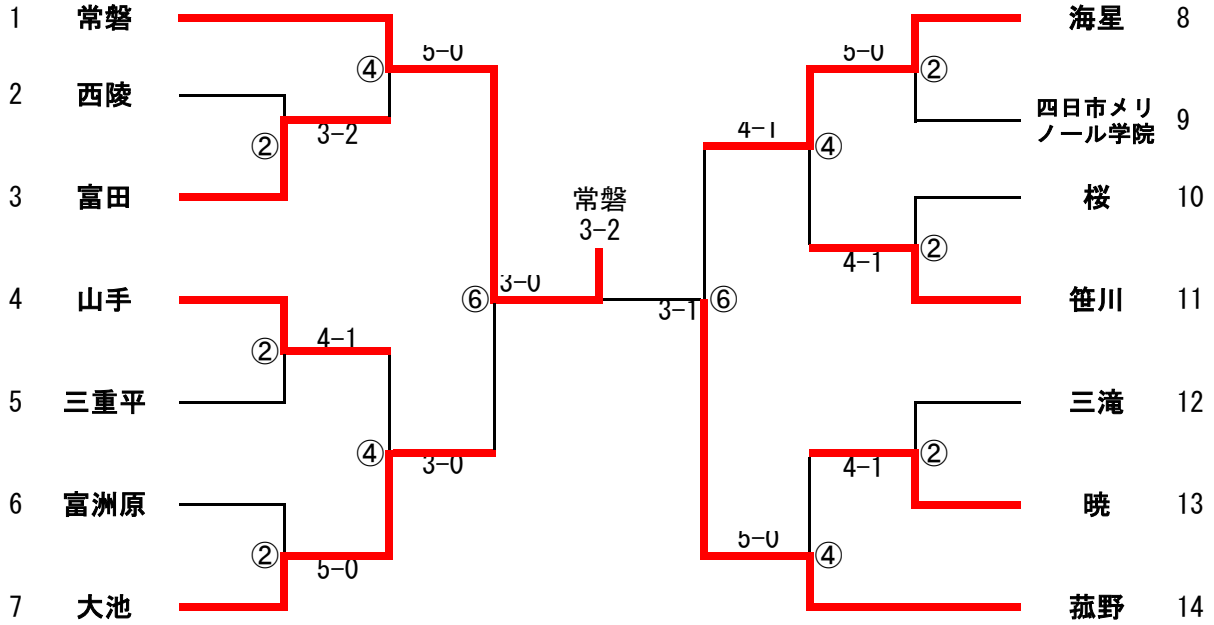 1 常磐
2 西陵
3 富田
4 山手
5 三重平
6 富洲原
7 大池
④
5-0
②
3-2
②
4-1
④
3-0
②
5-0
⑥
3-0
常磐
3-2
3-1
⑥
4-1
④
5-0
②
4-1
②
4-1
②
5-0
④
海星 8
四日市メリ
ノール学院 9
桜 10
笹川 11
三滝 12
暁 13
菰野 14